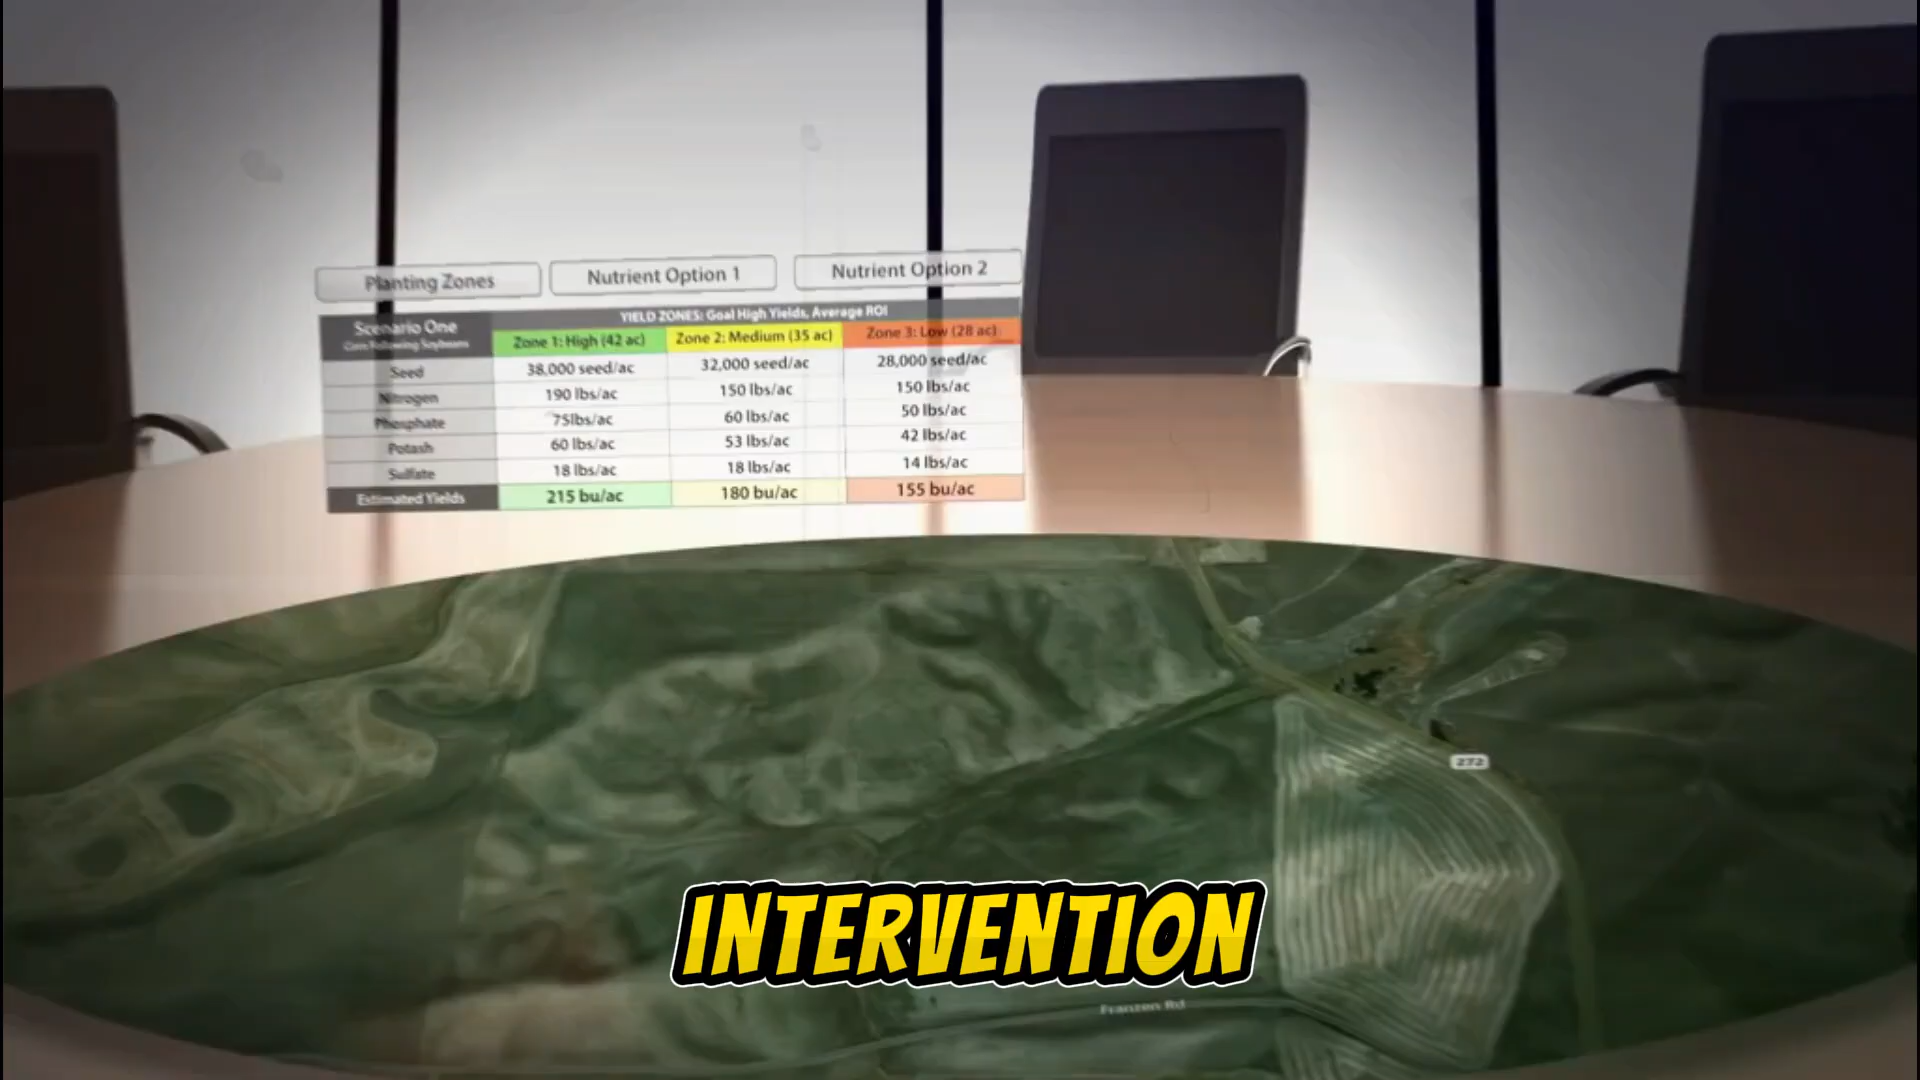 Planting Zones
Nutrient Option 1
Nutrient Option 2
YIELD ZONES: Goal High Yields, Average ROI
Scenario One
Corn Following Soybeans
Zone 1: High (42 ac)
Zone 2: Medium (35 ac)
Zone 3: Low (28 ac)
Seed
38,000 seed/ac
32,000 seed/ac
28,000 seed/ac
Nitrogen
190 lbs/ac
150 lbs/ac
150 lbs/ac
Phosphate
75lbs/ac
60 lbs/ac
50 lbs/ac
Potash
60 lbs/ac
53 lbs/ac
42 lbs/ac
Sulfate
18 lbs/ac
18 lbs/ac
14 lbs/ac
Estimated Yields
215 bu/ac
180 bu/ac
155 bu/ac
272
INTERVENTION
Franzen Rd